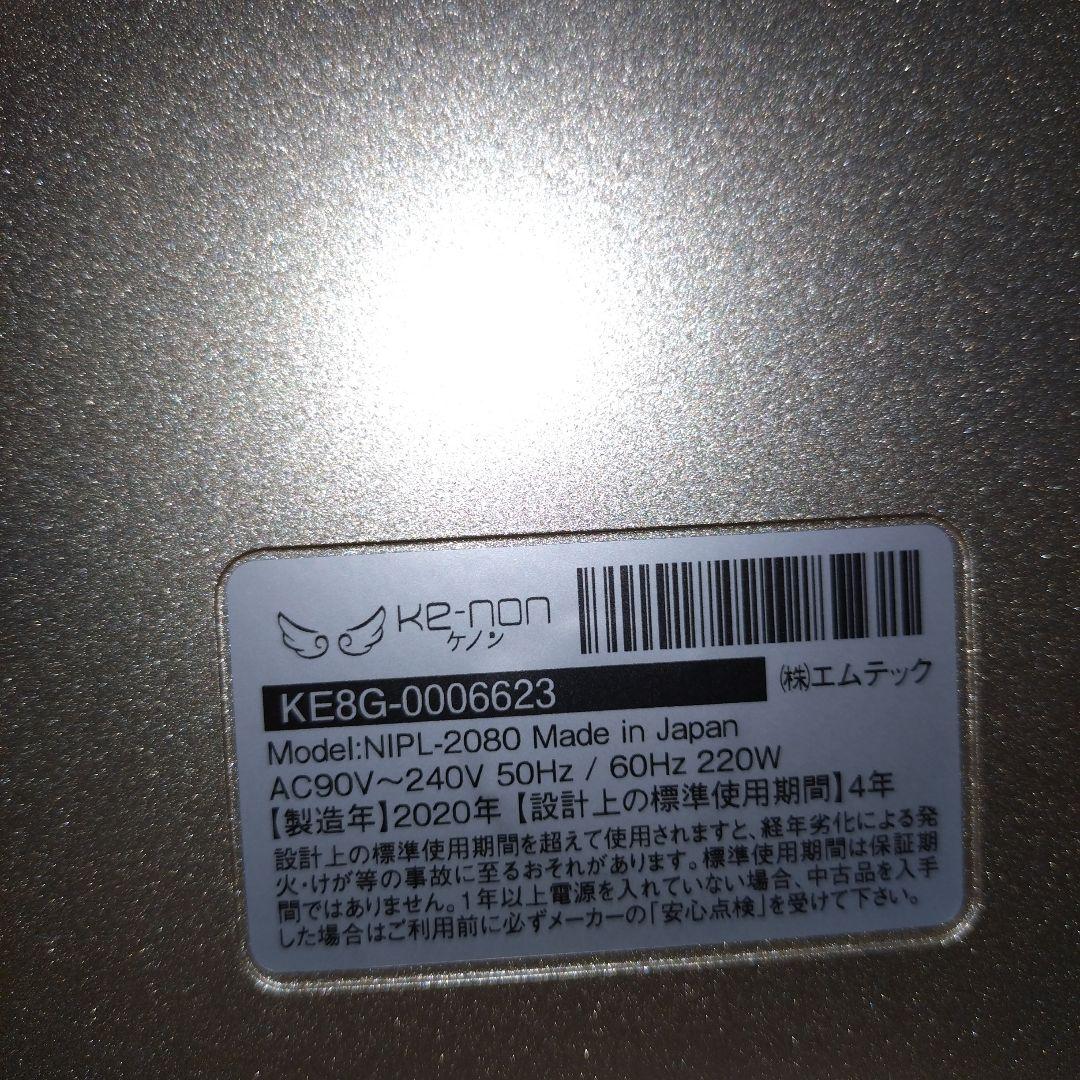 Ke-non
ケノン
㈱エムテック
KE8G-0006623
Model:NIPL-2080 Made in Japan
AC90V～240V 50Hz / 60Hz 220W
【製造年】2020年【設計上の標準使用期間】4年
設計上の標準使用期間を超えて使用されますと、経年劣化による発
火・けが等の事故に至るおそれがあります。標準使用期間は保証期
間ではありません。1年以上電源を入れていない場合、中古品を入手
した場合はご利用前に必ずメーカーの「安心点検」を受けて下さい。